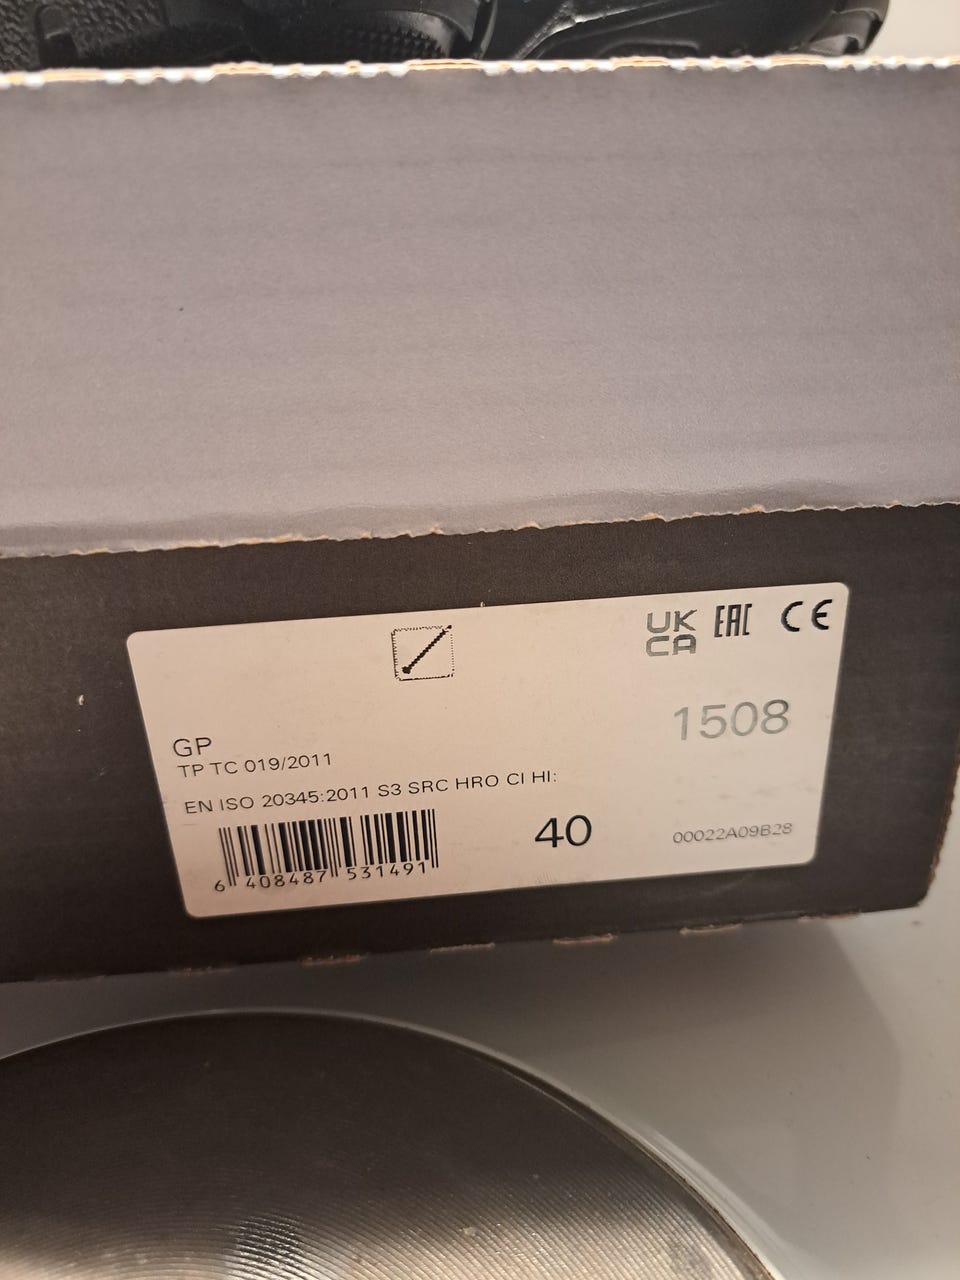 UK
CA
EAC CE
1508
GP
TP TC 019/2011
EN ISO 20345:2011 S3 SRC HRO CI HI:
40
00022A09B28
6 408487 531491